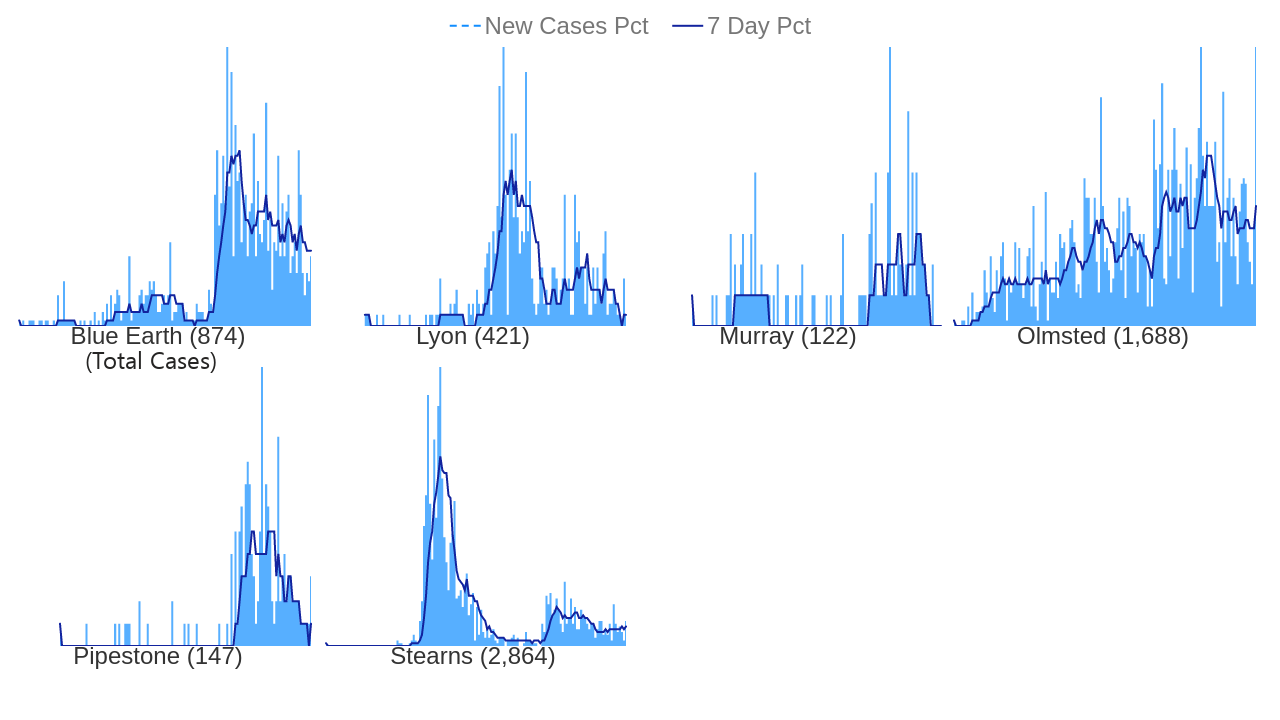 New Cases Pct 7 Day Pct
Blue Earth (874)
(Total Cases)
Lyon (421)
Murray (122)
Olmsted (1,688)
Pipestone (147)
Stearns (2,864)